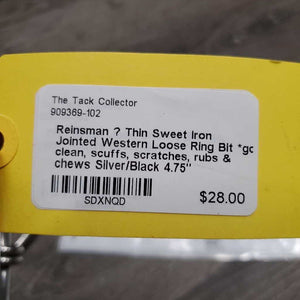 The Tack Collector
909369-102
Reinsman ? Thin Sweet Iron
Jointed Western Loose Ring Bit *gc
clean, scuffs, scratches, rubs &
chews Silver/Black 4.75"
$28.00
SDXNQD